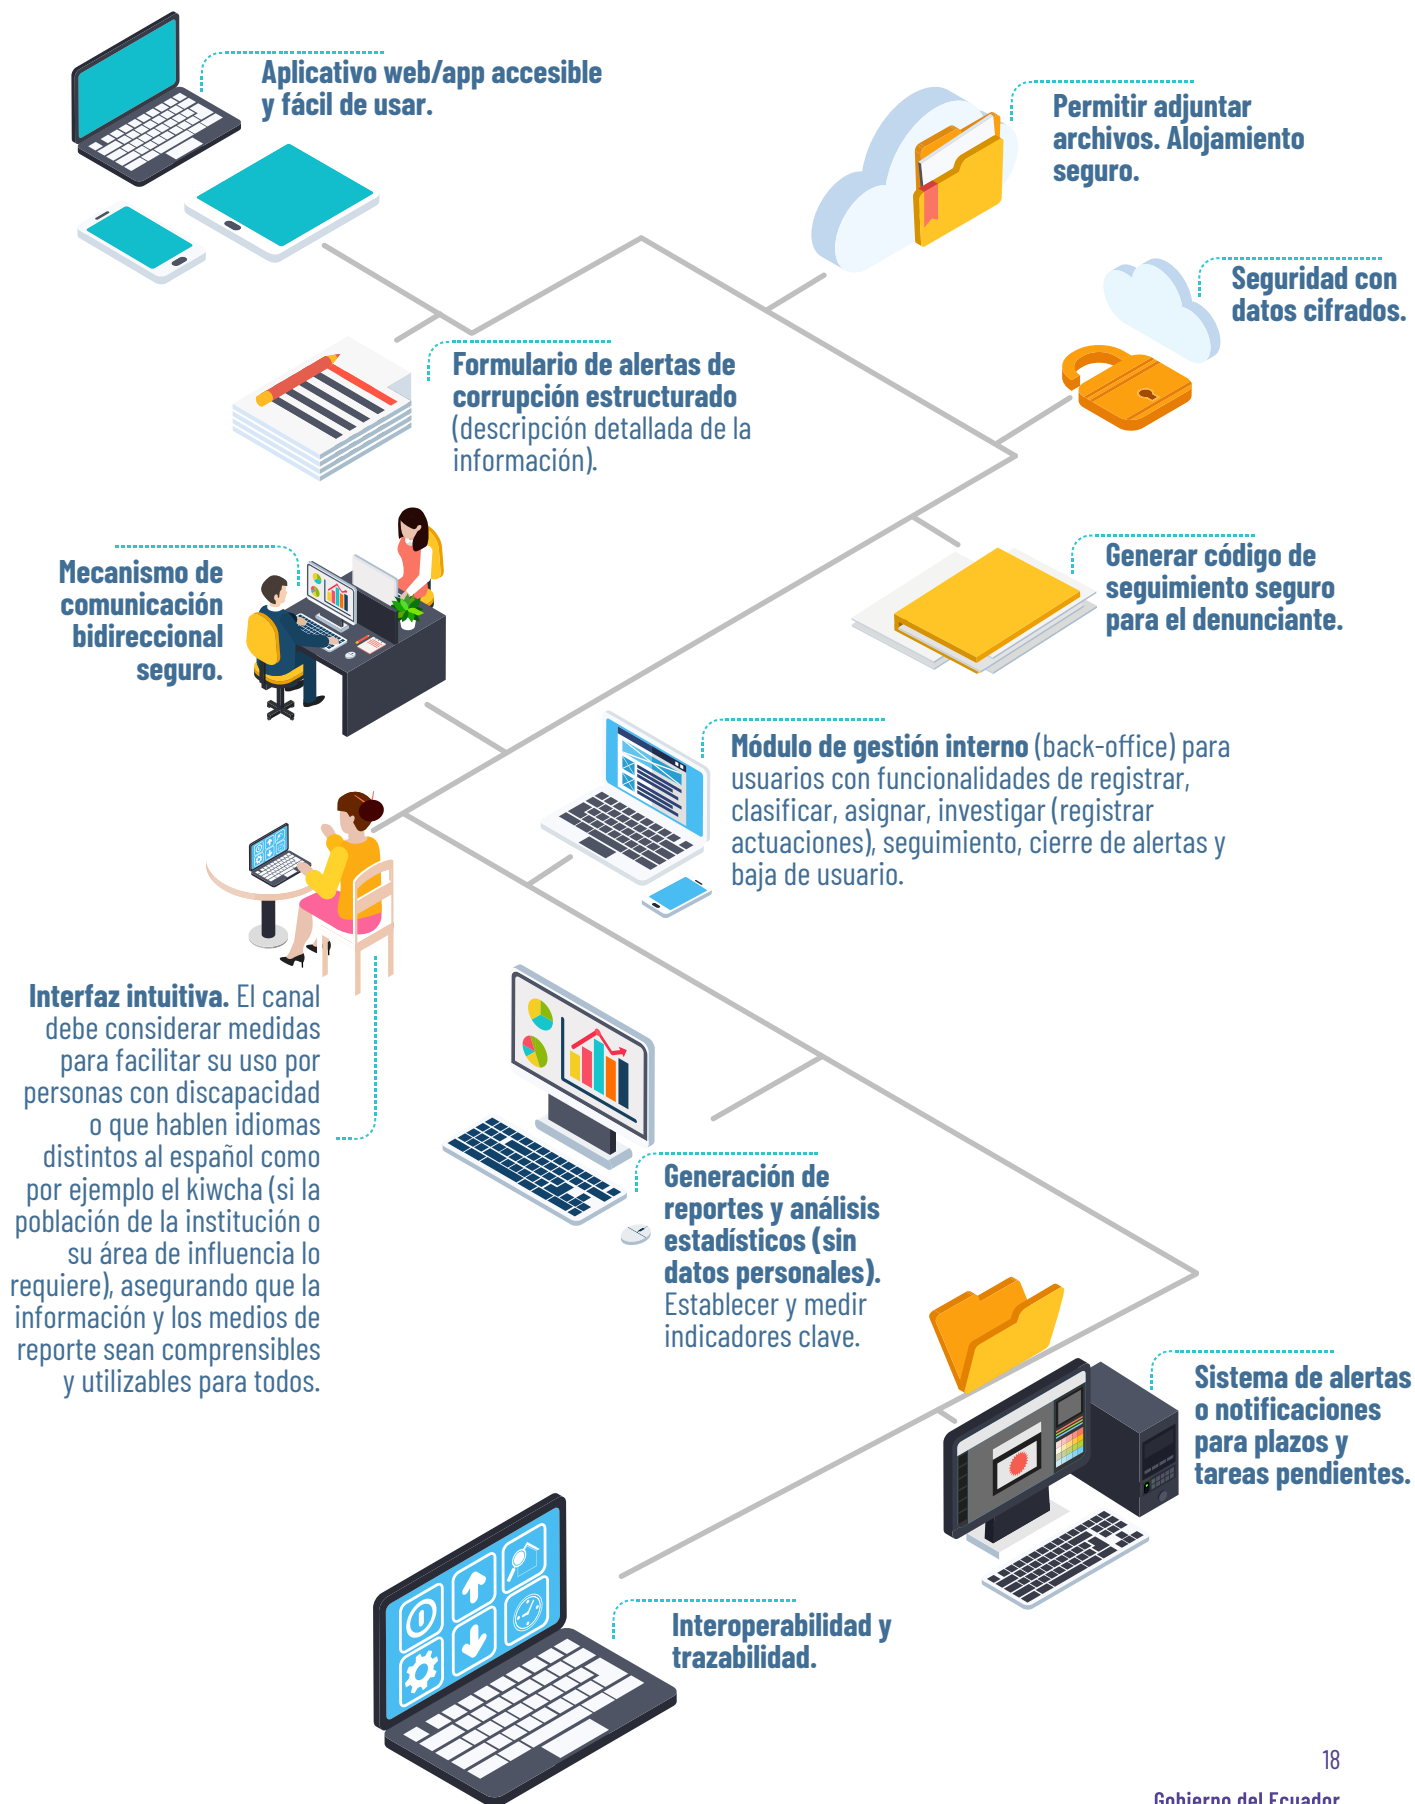 Aplicativo web/app accesible
y fácil de usar.
Permitir adjuntar
archivos. Alojamiento
seguro.
Seguridad con
datos cifrados.
Formulario de alertas de
corrupción estructurado
(descripción detallada de la
información).
Mecanismo de
comunicación
bidireccional
seguro.
Generar código de
seguimiento seguro
para el denunciante.
Módulo de gestión interno (back-office) para
usuarios con funcionalidades de registrar,
clasificar, asignar, investigar (registrar
actuaciones), seguimiento, cierre de alertas y
baja de usuario.
Interfaz intuitiva. El canal
debe considerar medidas
para facilitar su uso por
personas con discapacidad
o que hablen idiomas
distintos al español como
por ejemplo el kiwcha (si la
población de la institución o
su área de influencia lo
requiere), asegurando que la
información y los medios de
reporte sean comprensibles
y utilizables para todos.
Generación de
reportes y análisis
estadísticos (sin
datos personales).
Establecer y medir
indicadores clave.
Sistema de alertas
o notificaciones
para plazos y
tareas pendientes.
Interoperabilidad y
trazabilidad.
18
Gobierno del Ecuador